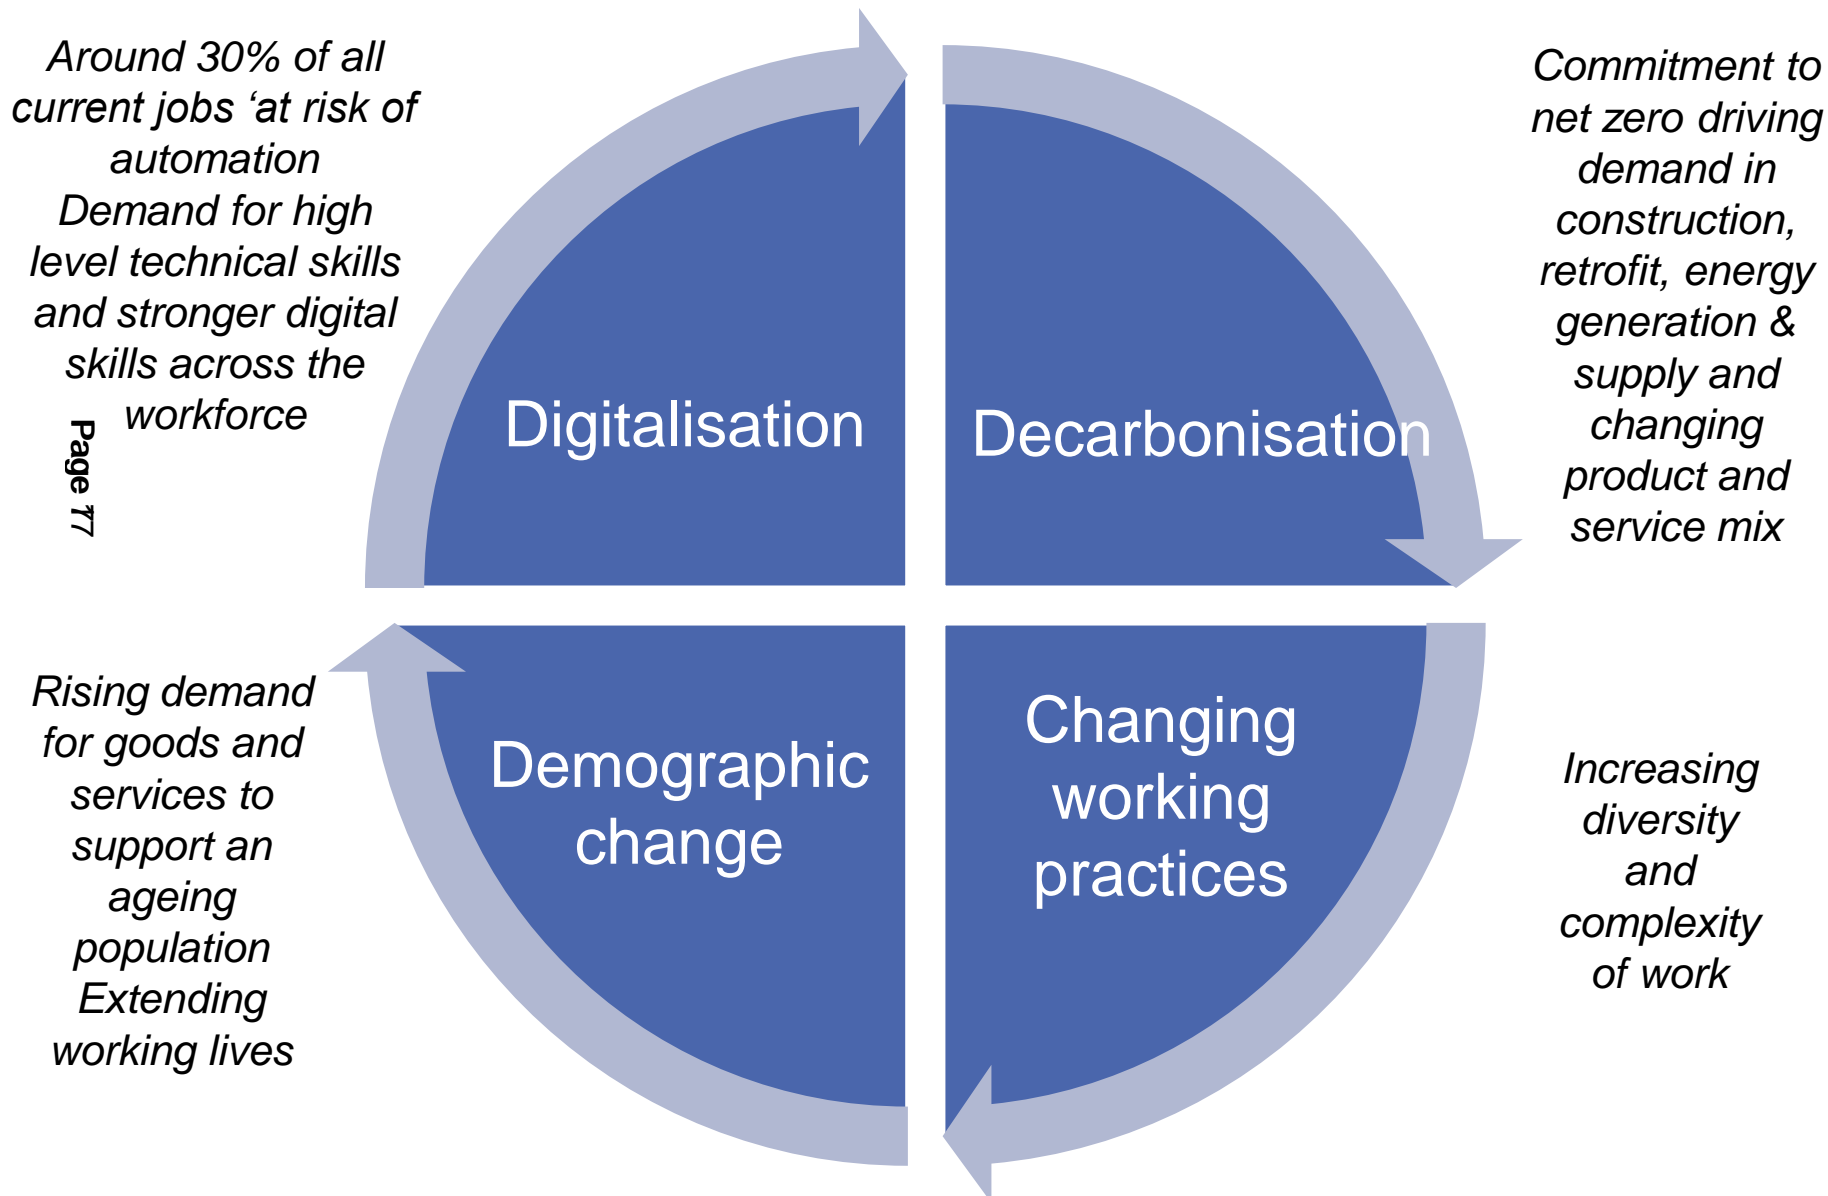 Around 30% of all
current jobs ‘at risk of
automation
Demand for high
level technical skills
and stronger digital
skills across the
workforce
Page
Digitalisation
Decarbonisation
Commitment to
net zero driving
demand in
construction,
retrofit, energy
generation &
supply and
changing
product and
service mix
Rising demand
for goods and
services to
support an
ageing
population
Extending
working lives
Demographic
change
Changing
working
practices
Increasing
diversity
and
complexity
of work